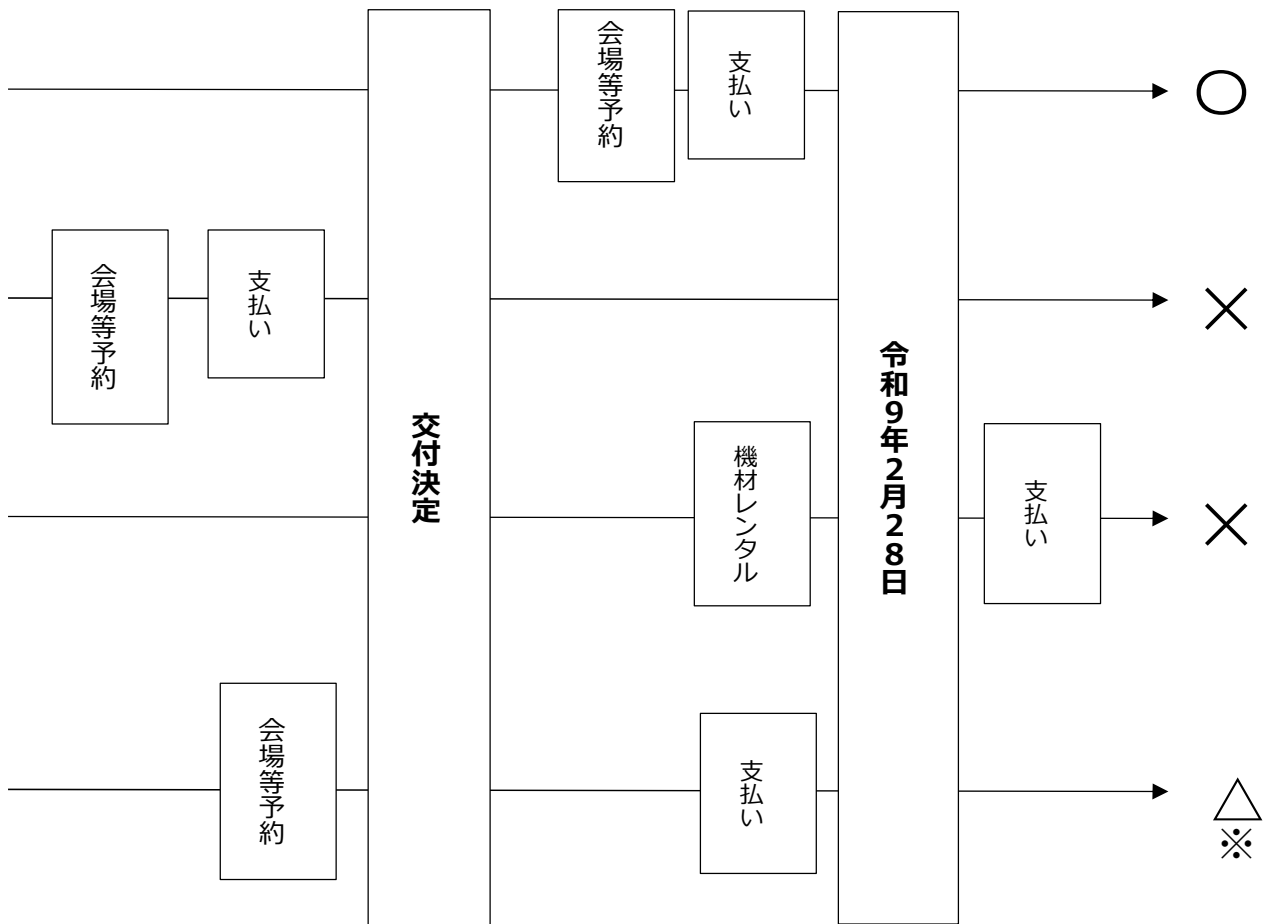 会場等予約
支払い
○
会場等予約
支払い
×
交付決定
令和9年2月28日
機材レンタル
支払い
×
会場等予約
支払い
△
※